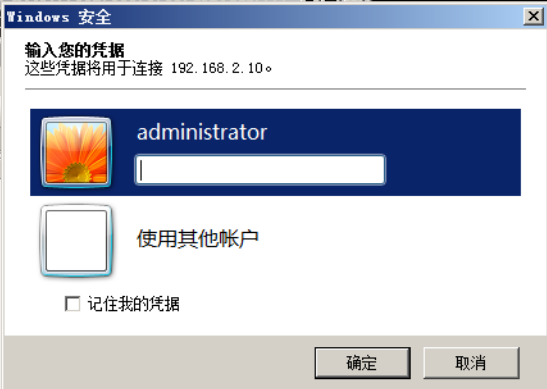 Windows 安全
输入您的凭据
这些凭据将用于连接 192.168.2.10。
administrator
使用其他帐户
记住我的凭据
确定
取消